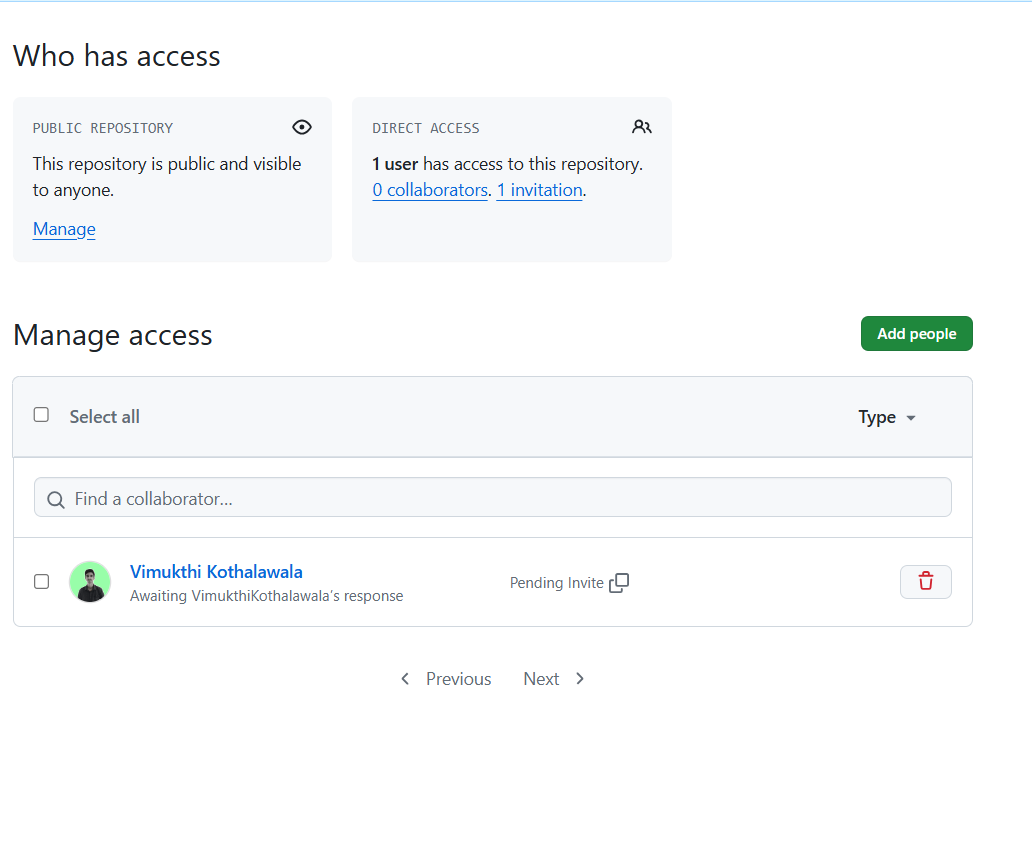 Who has access
PUBLIC REPOSITORY
This repository is public and visible
to anyone.
Manage
DIRECT ACCESS
1 user has access to this repository.
0 collaborators. 1 invitation.
Manage access
Add people
Select all
Type
Find a collaborator...
Vimukthi Kothalawala
Awaiting VimukthiKothalawala's response
Pending Invite
Previous
Next